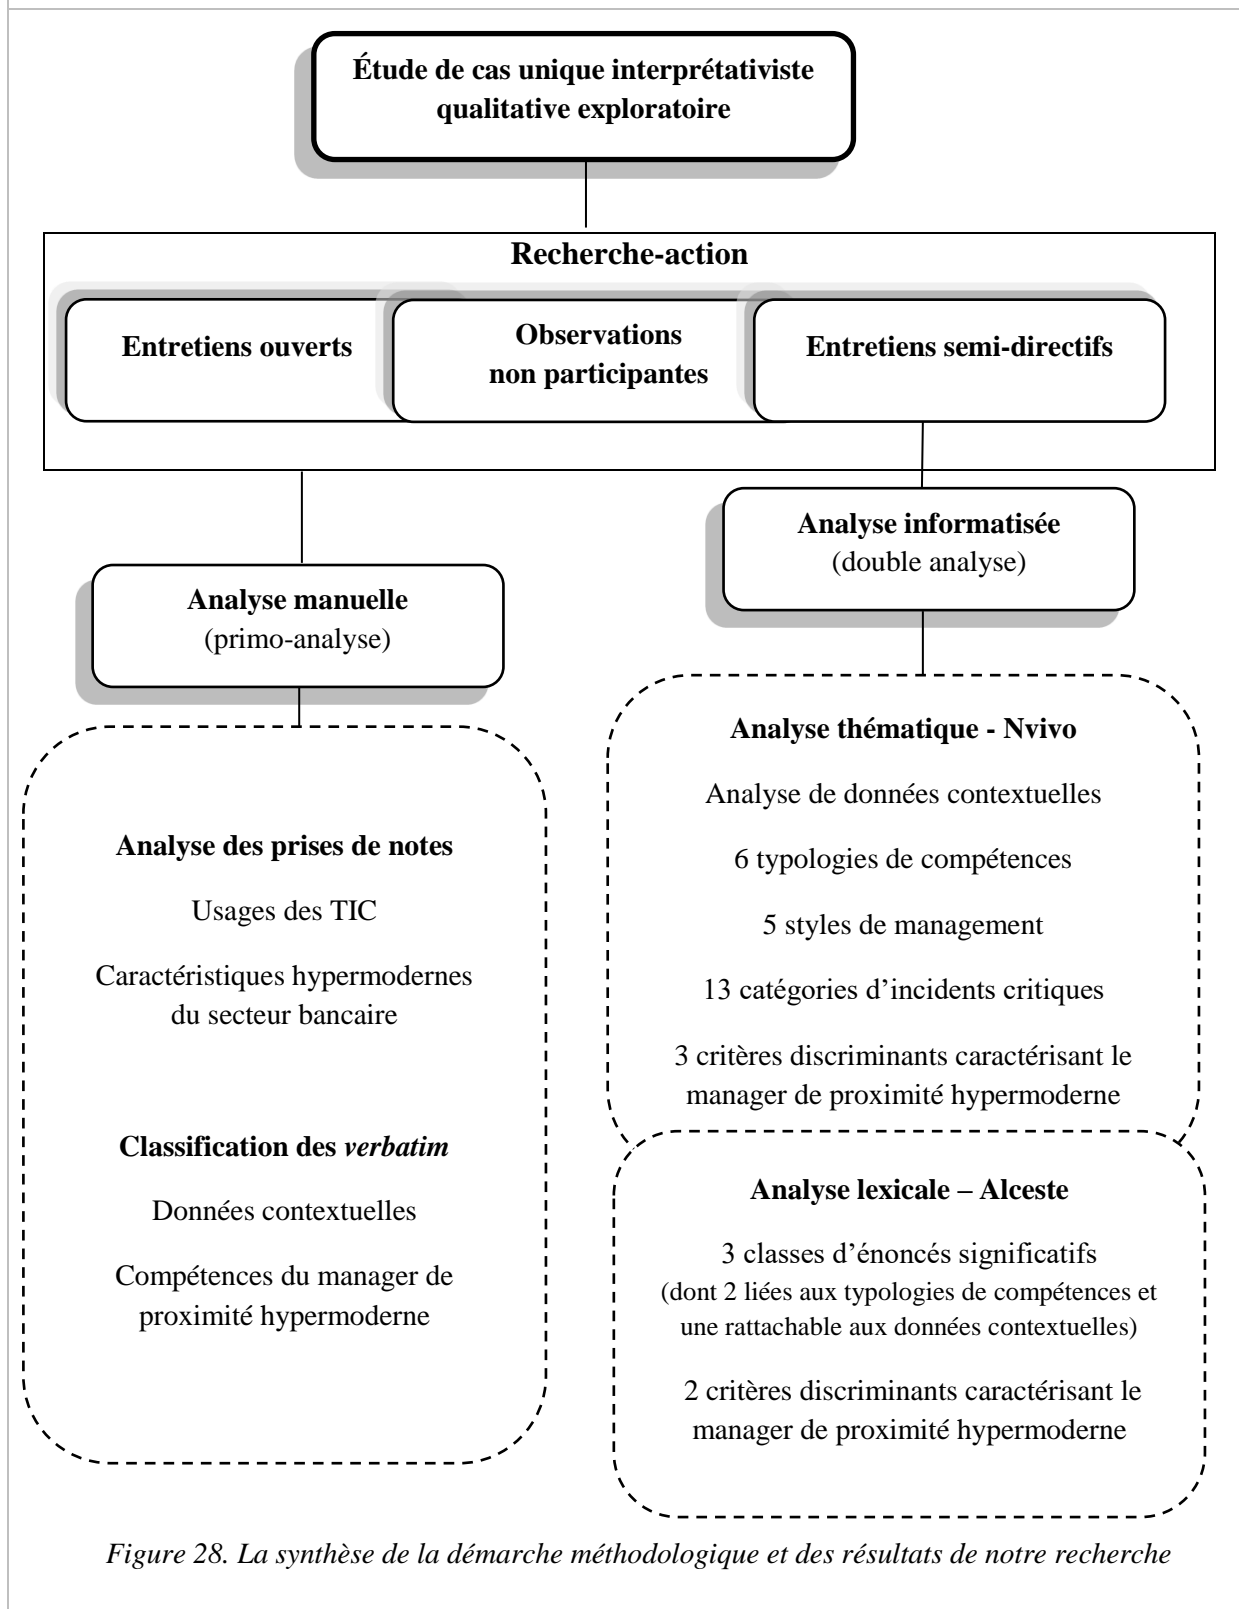 Étude de cas unique interprétativiste
qualitative exploratoire
Recherche-action
Entretiens ouverts
Observations
non participantes
Entretiens semi-directifs
Analyse manuelle
(primo-analyse)
Analyse des prises de notes
Usages des TIC
Caractéristiques hypermodernes
du secteur bancaire
Classification des verbatim
Données contextuelles
Compétences du manager de
proximité hypermoderne
Analyse informatisée
(double analyse)
Analyse thématique - Nvivo
Analyse de données contextuelles
6 typologies de compétences
5 styles de management
13 catégories d’incidents critiques
3 critères discriminants caractérisant le
manager de proximité hypermoderne
Analyse lexicale – Alceste
3 classes d’énoncés significatifs
(dont 2 liées aux typologies de compétences et
une rattachable aux données contextuelles)
2 critères discriminants caractérisant le
manager de proximité hypermoderne
Figure 28. La synthèse de la démarche méthodologique et des résultats de notre recherche